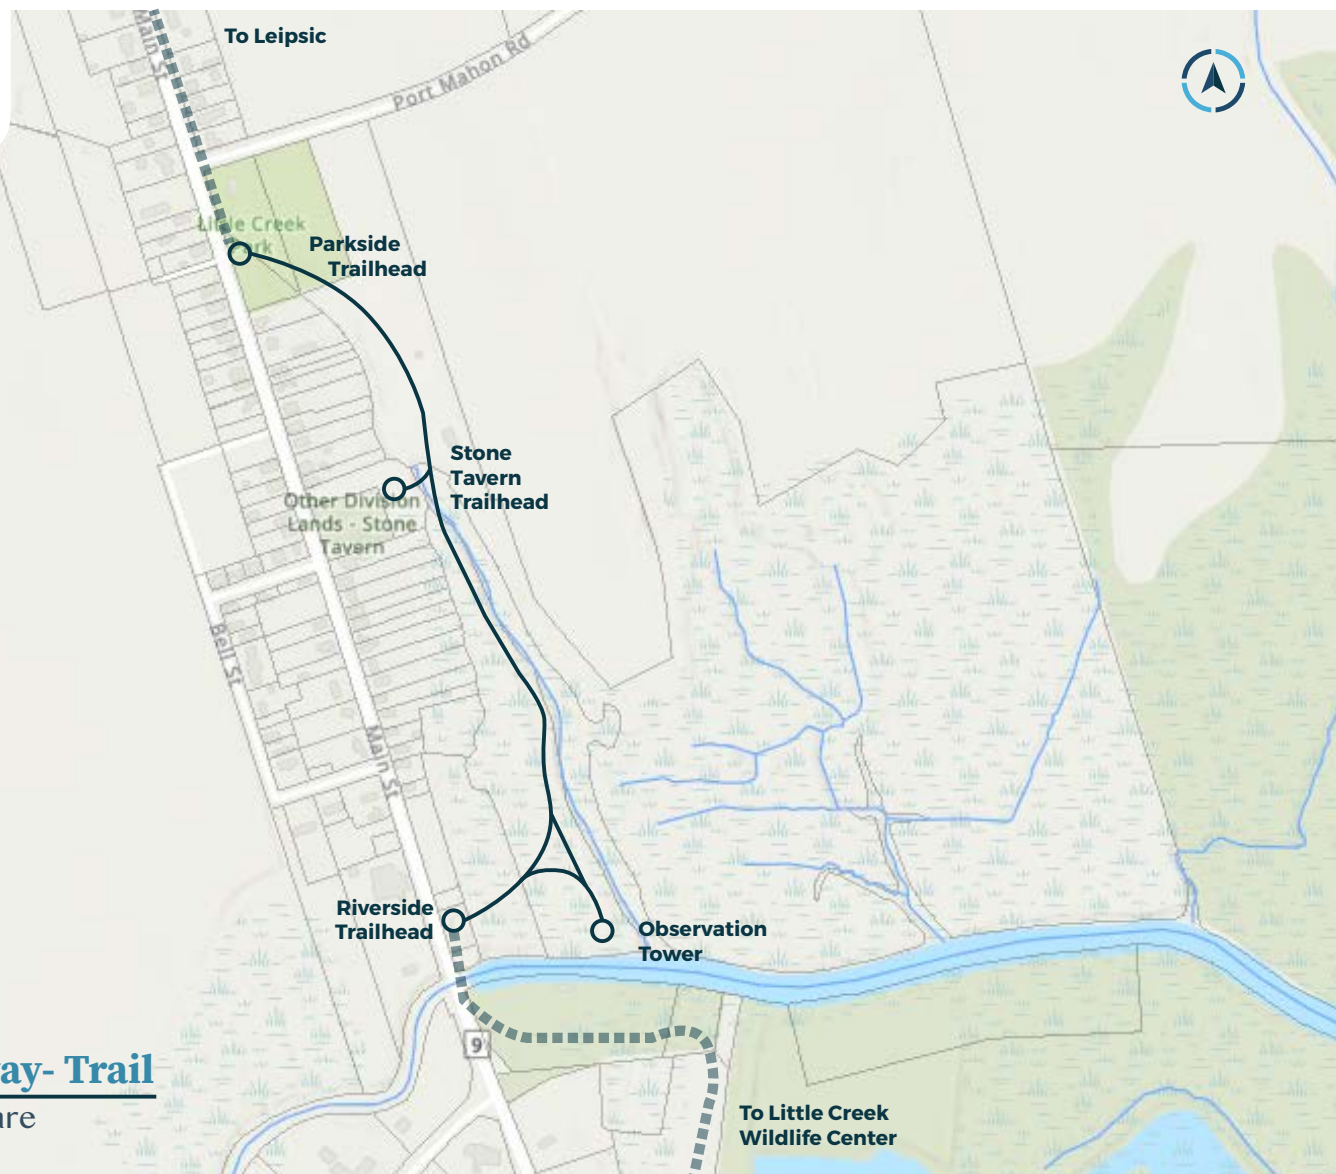 Main St
To Leipsic
Port Mahon Rd
Little Creek
Park
Parkside
Trailhead
Stone
Tavern
Trailhead
Other Division
Lands - Stone
Tavern
Bell St
Main St
Riverside
Trailhead
Observation
Tower
9
ay- Trail
are
To Little Creek
Wildlife Center